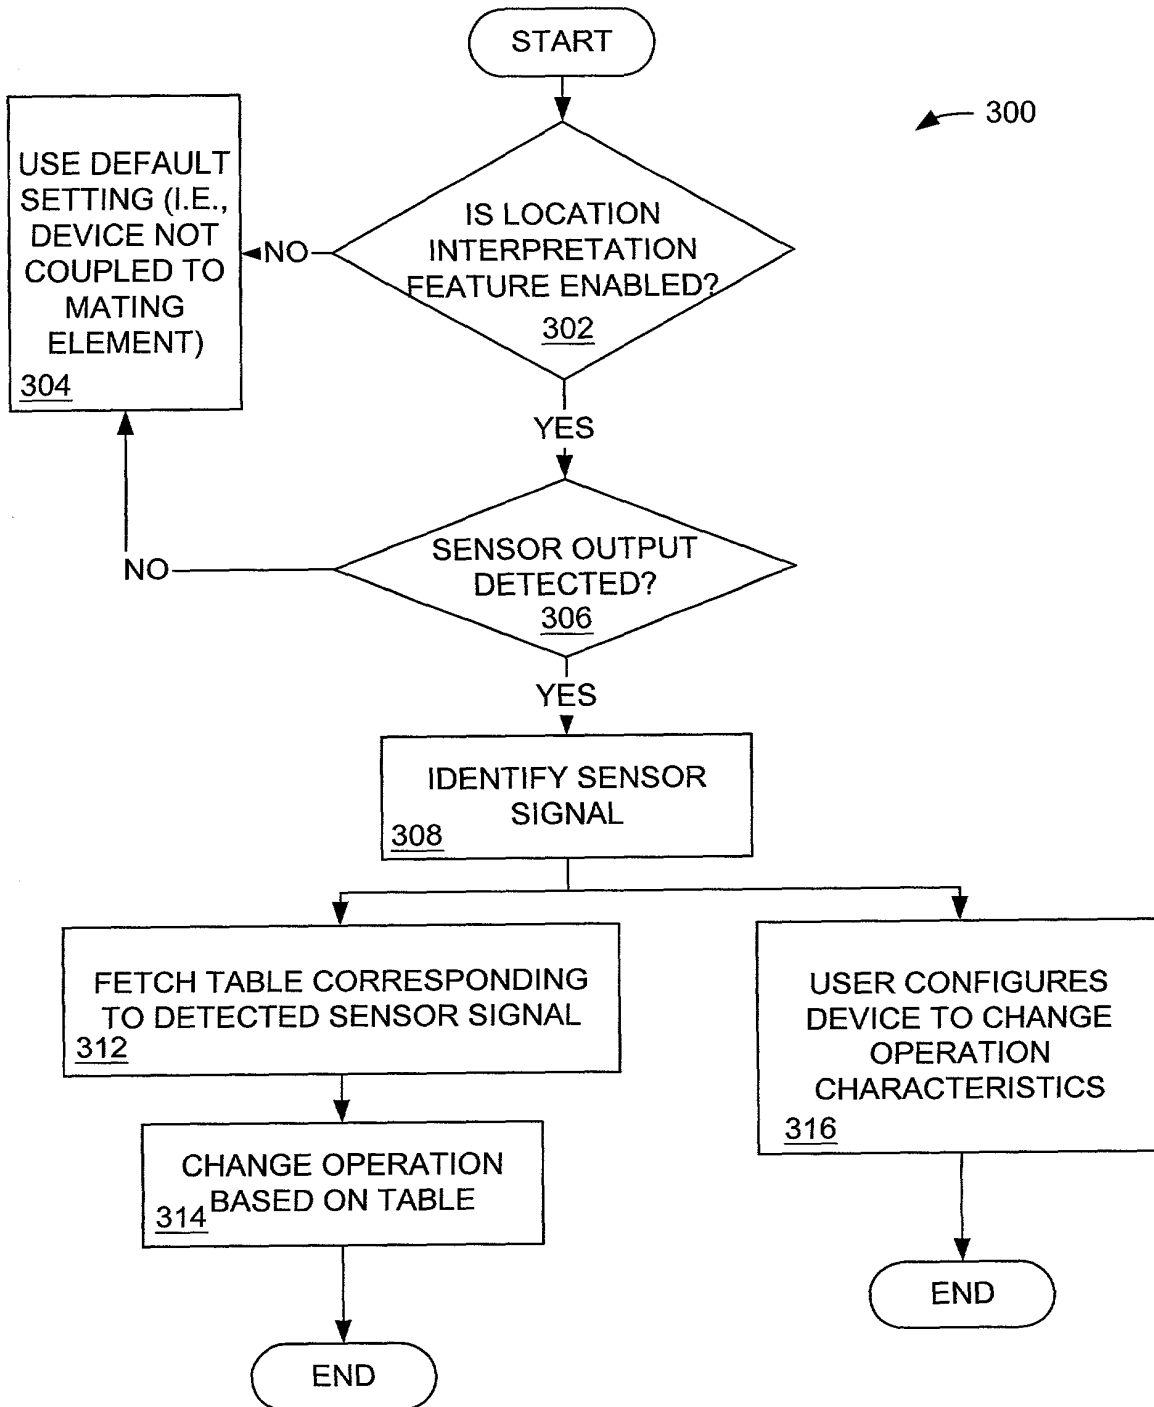 START
300
USE DEFAULT
SETTING (I.E.,
DEVICE NOT
COUPLED TO
MATING
ELEMENT)
304
NO
IS LOCATION
INTERPRETATION
FEATURE ENABLED?
302
YES
NO
SENSOR OUTPUT
DETECTED?
306
YES
IDENTIFY SENSOR
SIGNAL
308
FETCH TABLE CORRESPONDING
TO DETECTED SENSOR SIGNAL
312
USER CONFIGURES
DEVICE TO CHANGE
OPERATION
CHARACTERISTICS
316
CHANGE OPERATION
BASED ON TABLE
314
END
END